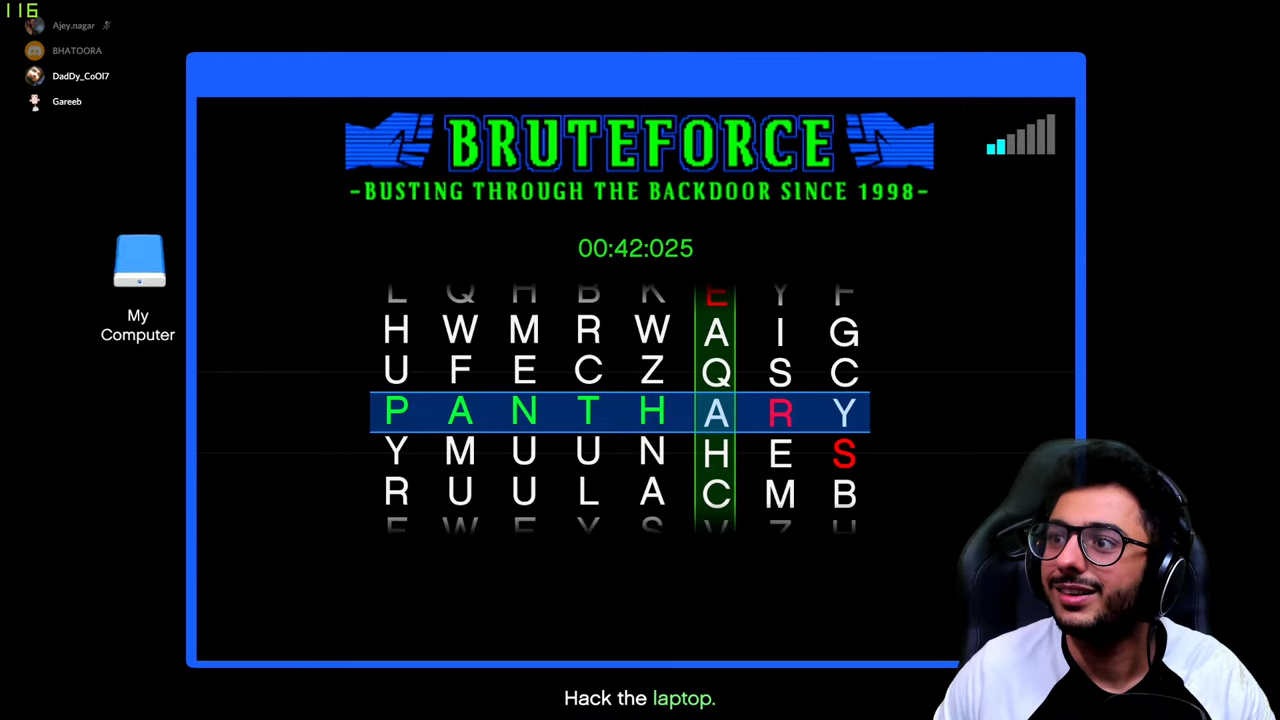 116
Ajey.nagar
BHATOORA
DadDy_CoOl7
Gareeb
BRUTEFORCE
-BUSTING THROUGH THE BACKDOOR SINCE 1998-
00:42:025
My
Computer
L Q H B K E Y F
H W M R W A I G
U F E C Z Q S C
P A N T H A R Y
Y M U U N H E S
R U U L A C M B
Hack the laptop.